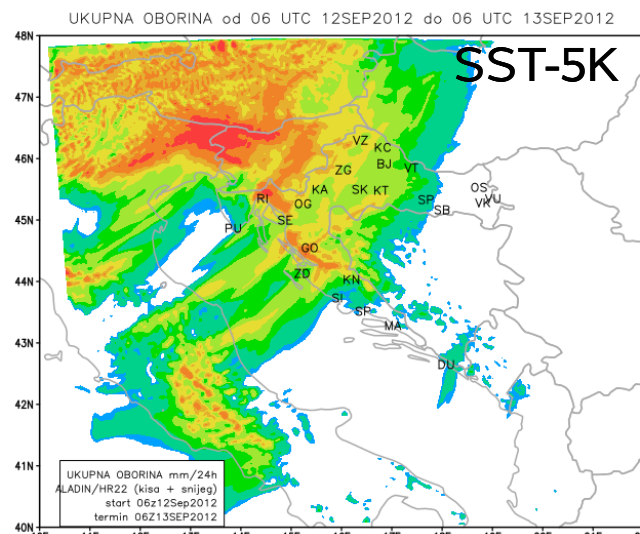 UKUPNA OBORINA od 06 UTC 12SEP2012 do 06 UTC 13SEP2012
48N
SST-5K
47N
VZ
KC
46N
ZG
BJ
VT
KA
SK
KT
OS
RI
OG
SP
VK
VU
SB
45N
SE
PU
GO
44N
ZD
KN
SI
SP
MA
43N
DU
42N
41N
UKUPNA OBORINA mm/24h
ALADIN/HR22 (kisa + snijeg)
start 06z12Sep2012
termin 06Z13SEP2012
40N